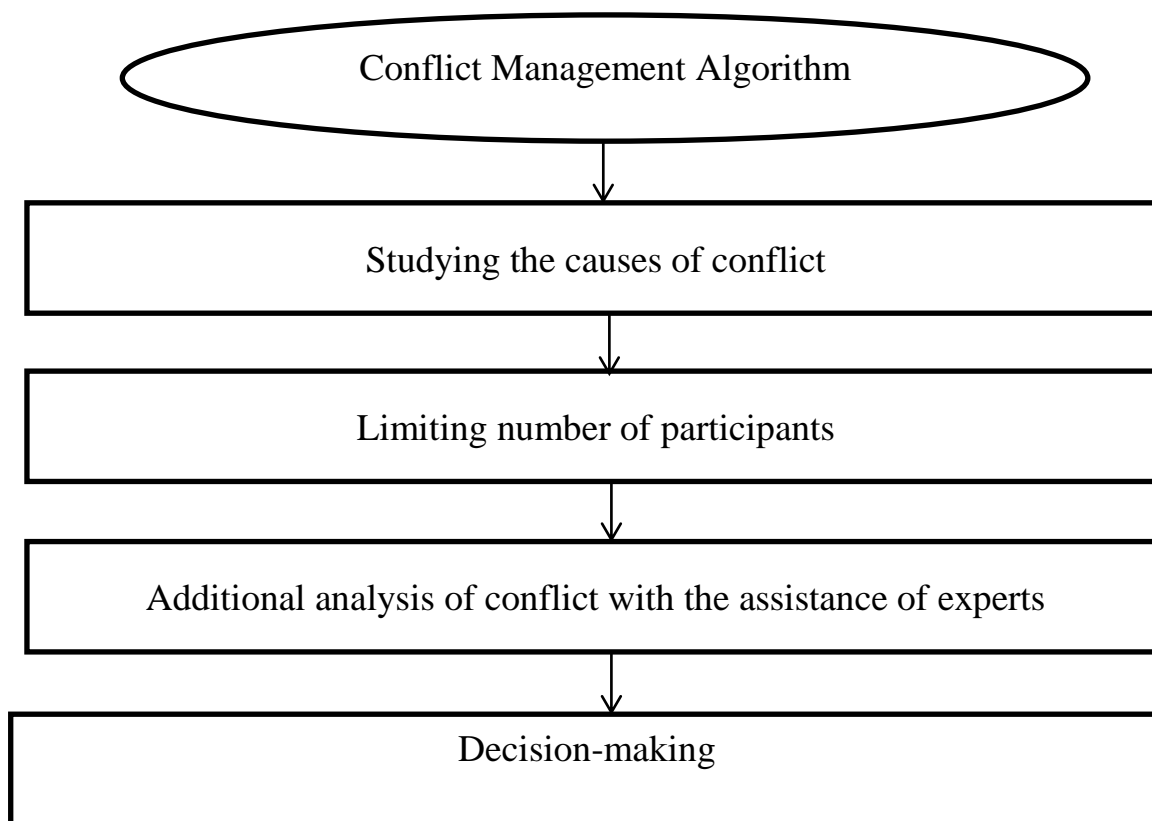 Conflict Management Algorithm
Studying the causes of conflict
Limiting number of participants
Additional analysis of conflict with the assistance of experts
Decision-making